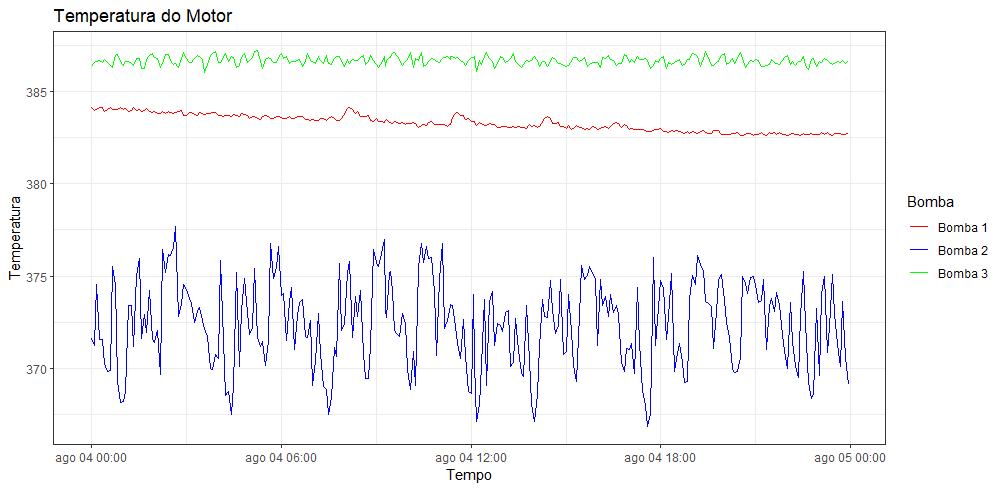 Temperatura do Motor
Temperatura
385
380
375
370
ago 04 00:00
ago 04 06:00
ago 04 12:00
ago 04 18:00
ago 05 00:00
Tempo
Bomba
Bomba 1
Bomba 2
Bomba 3